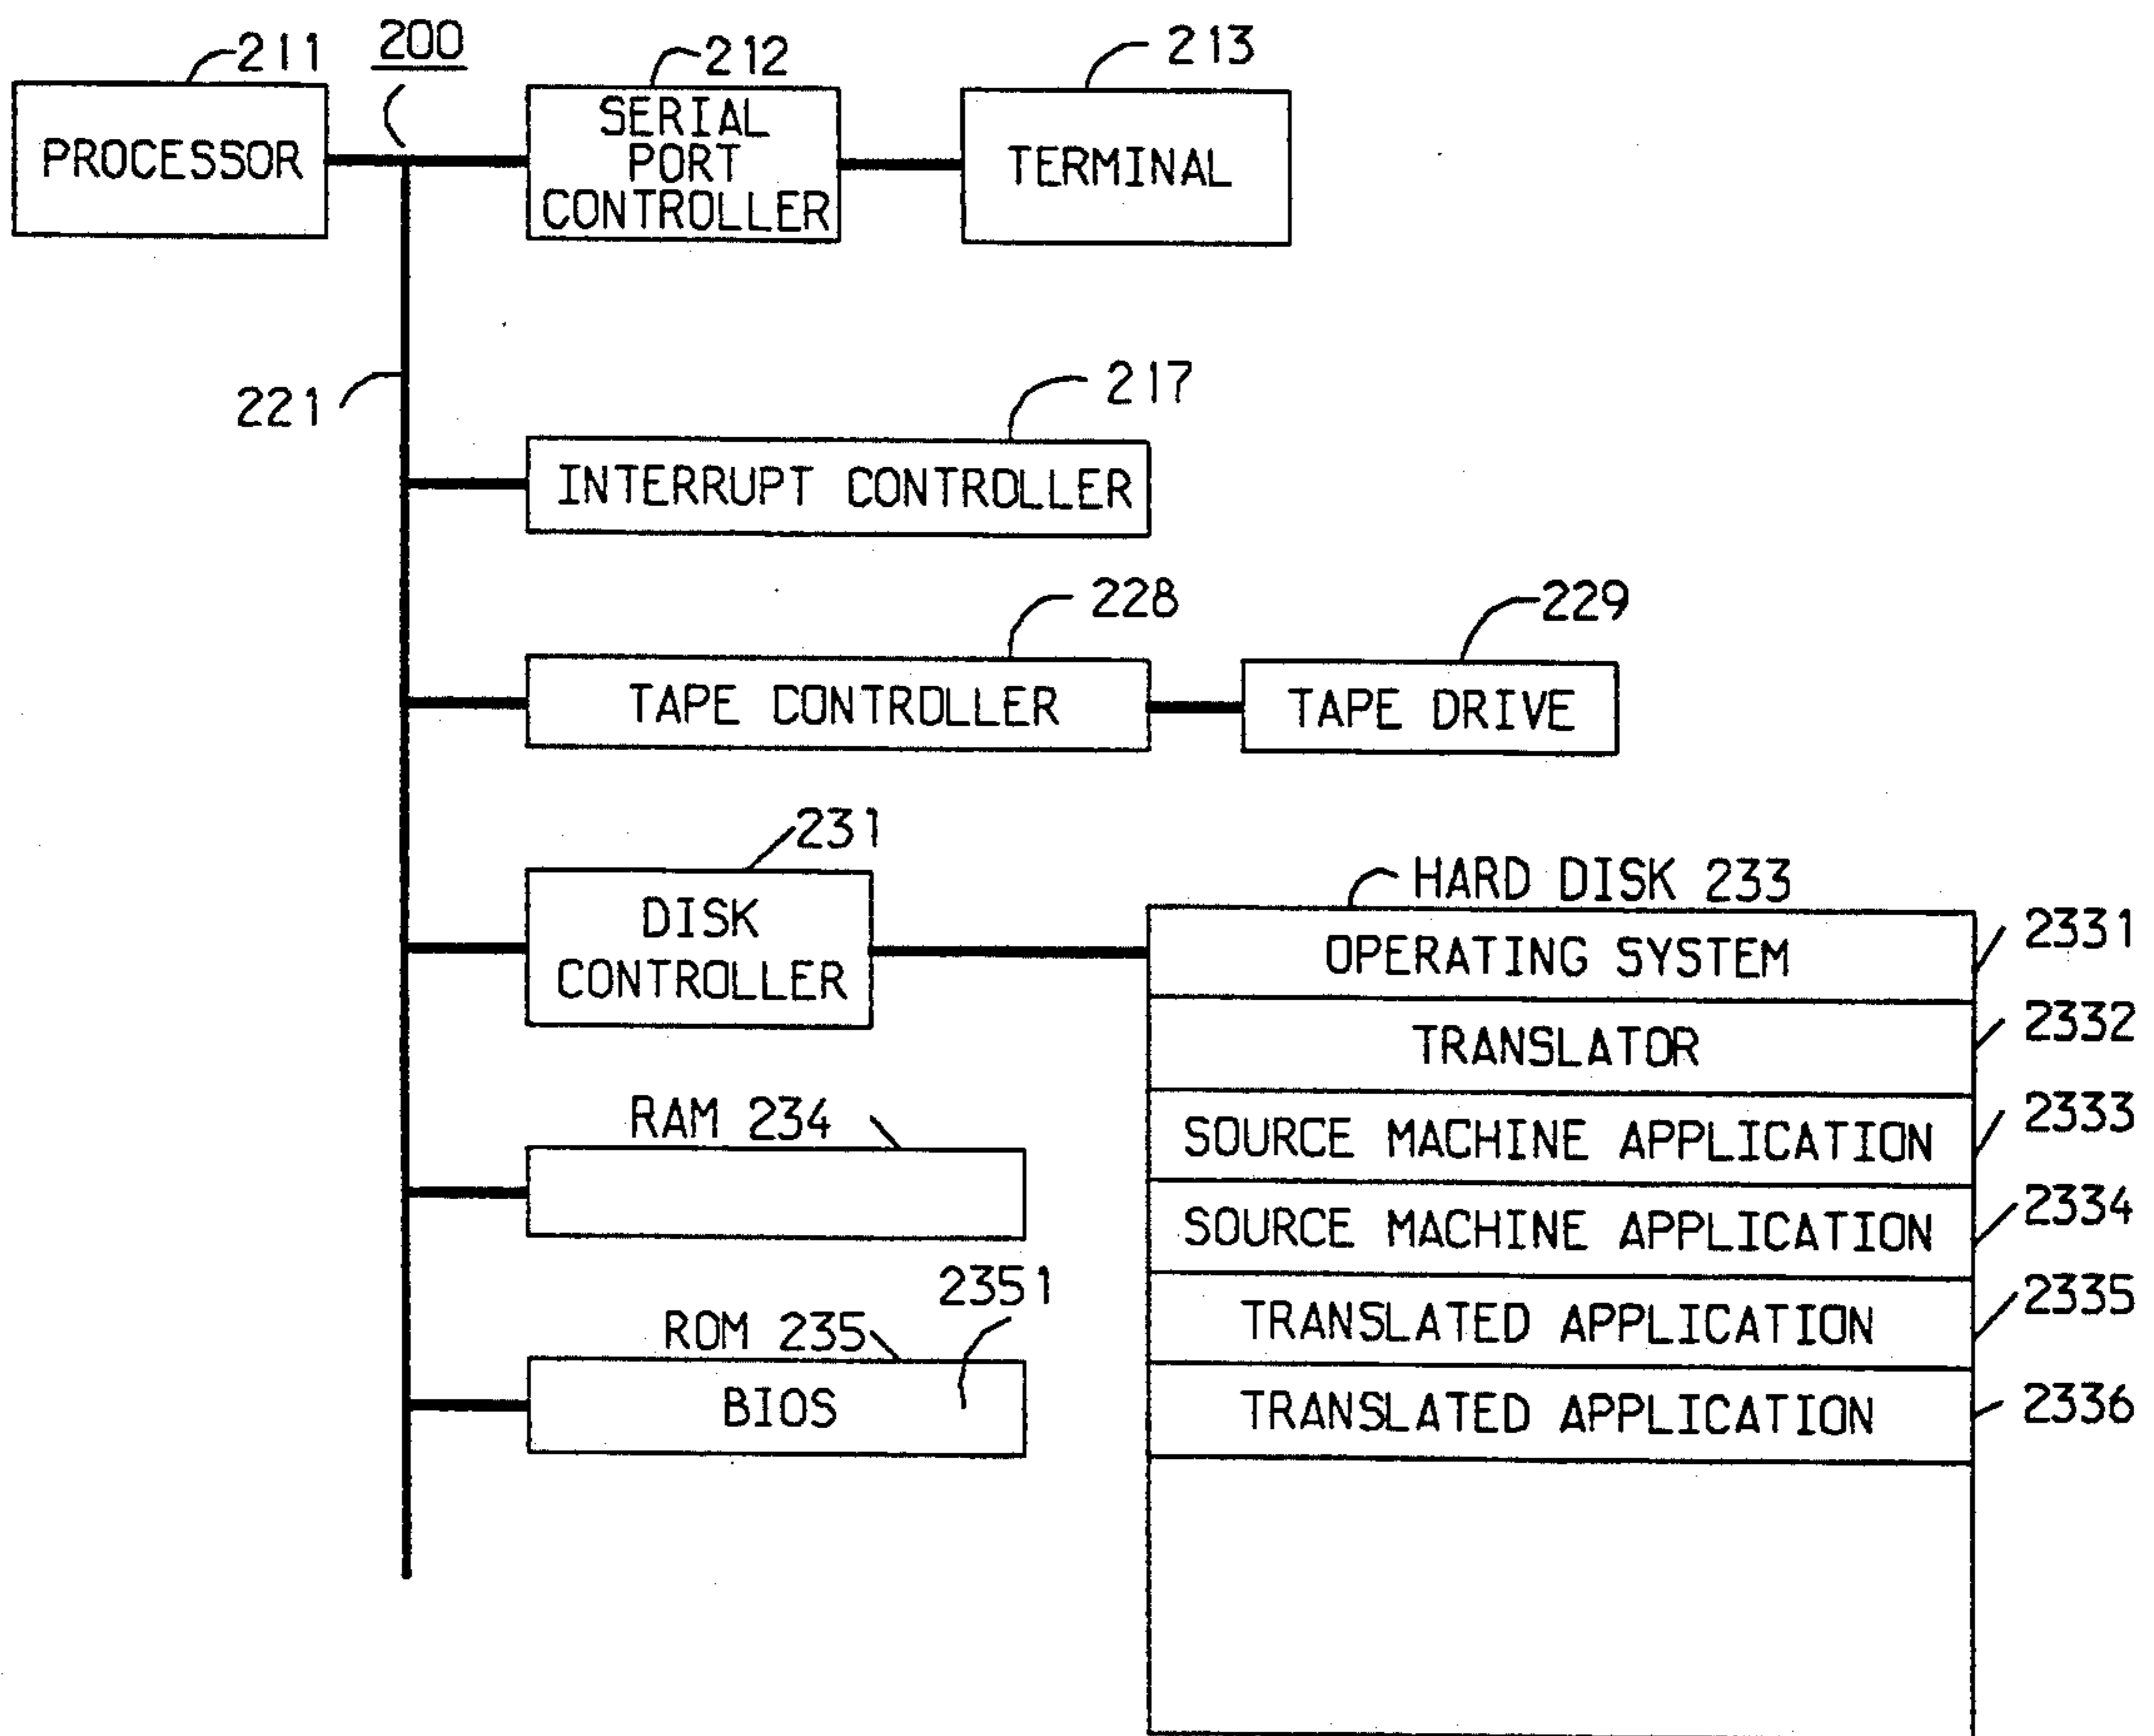 211
200
212
213
PROCESSOR
SERIAL
PORT
CONTROLLER
TERMINAL
221
217
INTERRUPT CONTROLLER
228
229
TAPE CONTROLLER
TAPE DRIVE
231
DISK
CONTROLLER
HARD DISK 233
OPERATING SYSTEM
2331
TRANSLATOR
2332
SOURCE MACHINE APPLICATION
2333
SOURCE MACHINE APPLICATION
2334
TRANSLATED APPLICATION
2335
TRANSLATED APPLICATION
2336
RAM 234
ROM 235
2351
BIOS